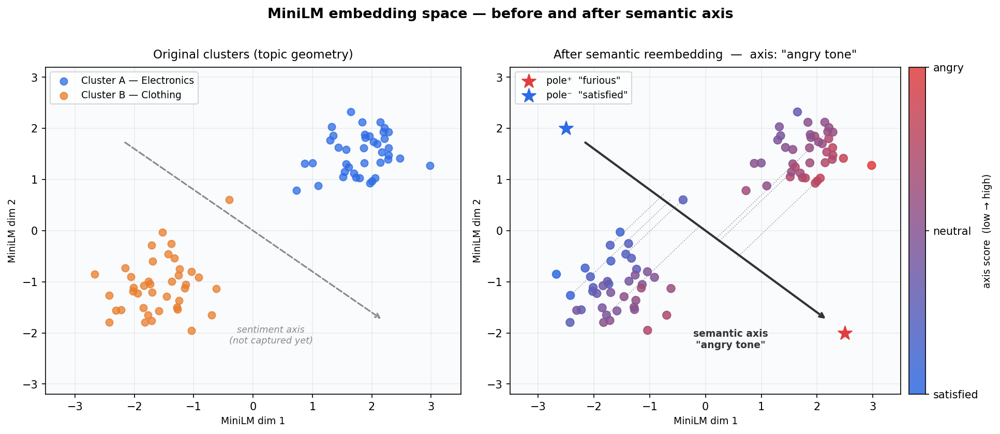 MiniLM embedding space — before and after semantic axis
Original clusters (topic geometry)
Cluster A — Electronics
Cluster B — Clothing
3
2
1
0
−1
−2
−3
MiniLM dim 2
sentiment axis
(not captured yet)
−3
−2
−1
0
1
2
3
MiniLM dim 1
After semantic reembedding — axis: "angry tone"
pole⁺ "furious"
pole⁻ "satisfied"
3
2
1
0
−1
−2
−3
MiniLM dim 2
semantic axis
"angry tone"
−3
−2
−1
0
1
2
3
MiniLM dim 1
angry
neutral
satisfied
axis score (low → high)